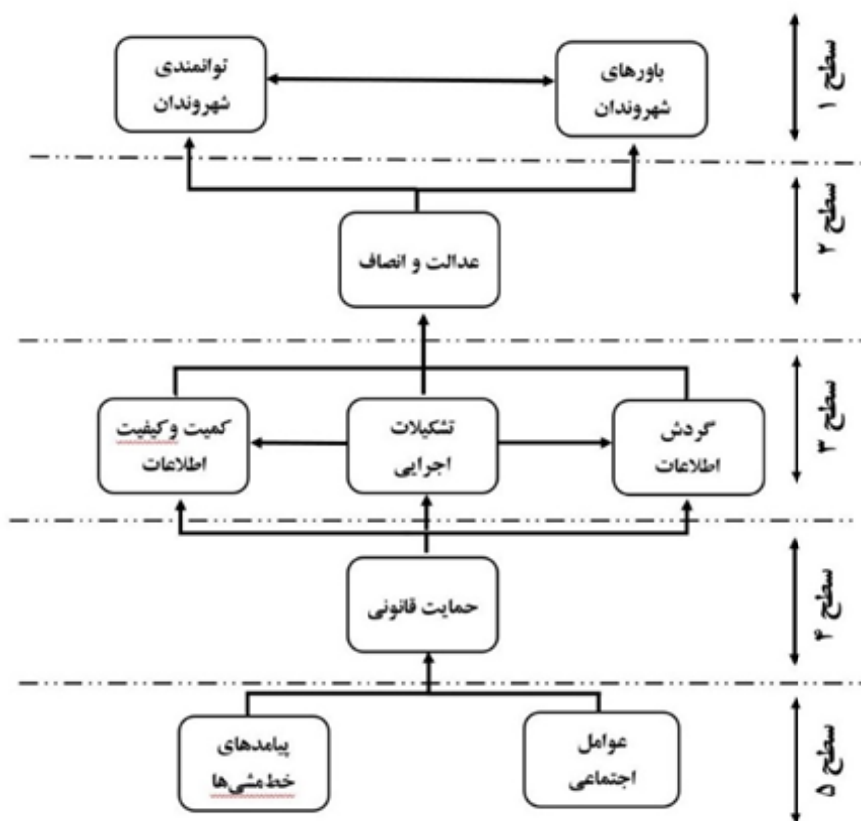 سطح ۱
باورهای
شهروندان
توانمندی
شهروندان
سطح ۲
عدالت و انصاف
سطح ۳
گردش
اطلاعات
تشکیلات
اجرایی
کمیت وکیفیت
اطلاعات
سطح ۴
حمایت قانونی
سطح ۵
عوامل
اجتماعی
پیامدهای
خط‌مشی‌ها